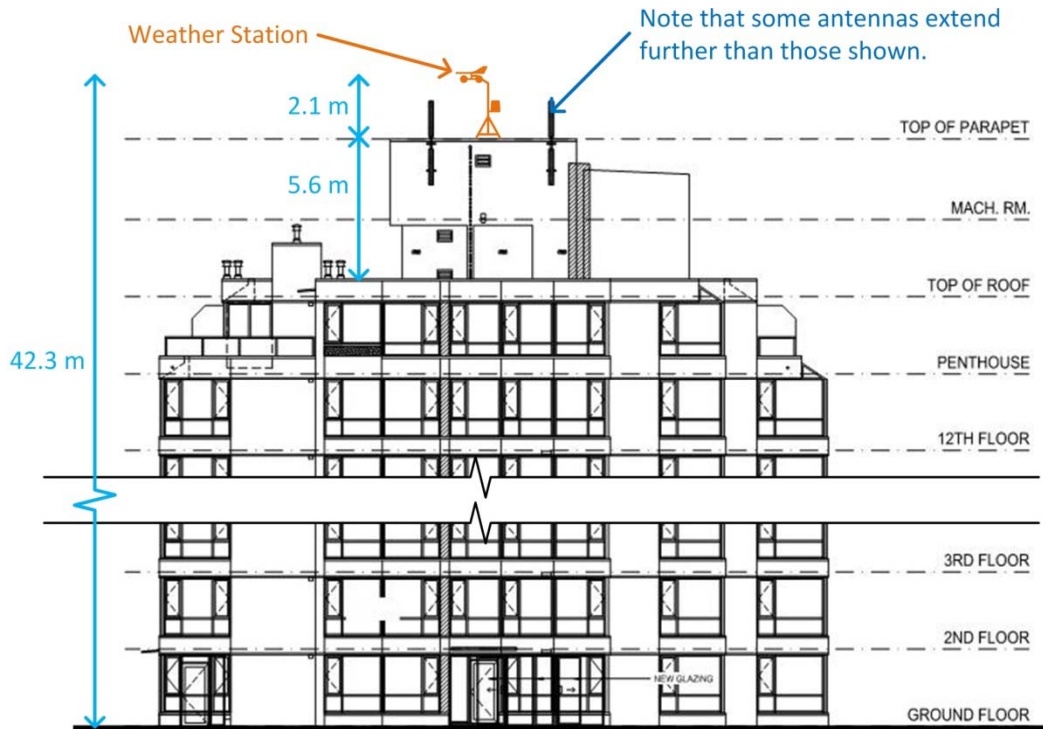 Weather Station
Note that some antennas extend
further than those shown.
2.1 m
TOP OF PARAPET
5.6 m
MACH. RM.
TOP OF ROOF
42.3 m
PENTHOUSE
12TH FLOOR
3RD FLOOR
2ND FLOOR
NEW GLAZING
GROUND FLOOR